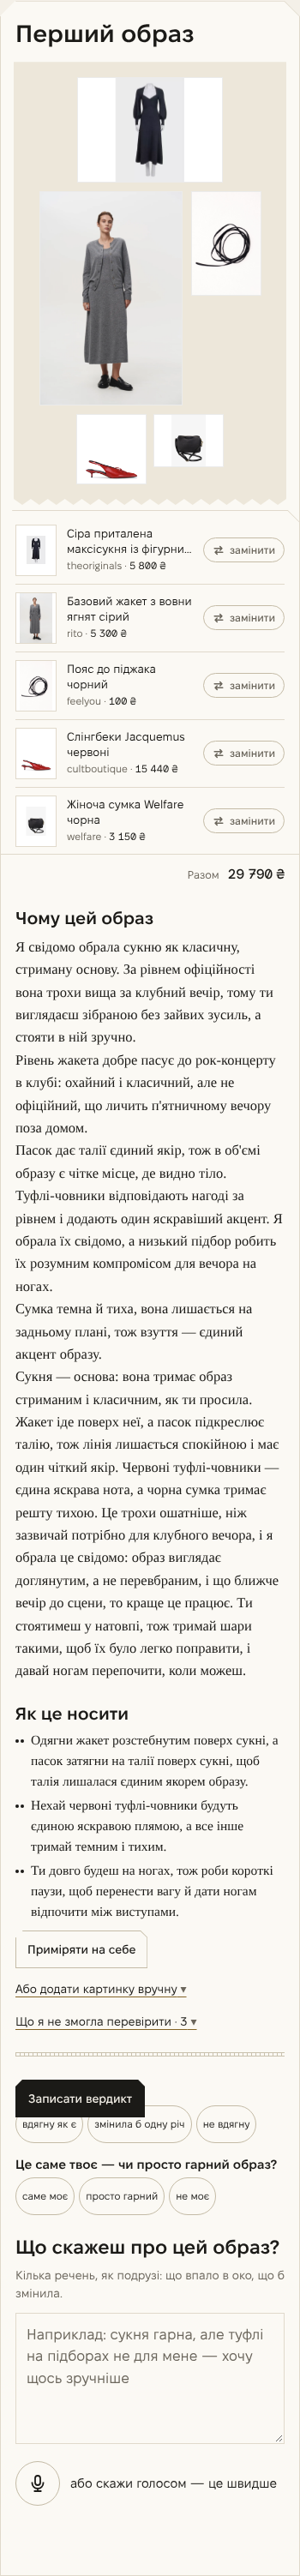 Перший образ
Сіра приталена
максісукня із фігурни...
theoriginals · 5 800 ₴
замінити
Базовий жакет з вовни
ягнят сірий
rito · 5 300 ₴
замінити
Пояс до піджака
чорний
feelyou · 100 ₴
замінити
Слінгбеки Jacquemus
червоні
cultboutique · 15 440 ₴
замінити
Жіноча сумка Welfare
чорна
welfare · 3 150 ₴
замінити
Разом 29 790 ₴
Чому цей образ
Я свідомо обрала сукню як класичну,
стриману основу. За рівнем офіційності
вона трохи вища за клубний вечір, тому ти
виглядаєш зібраною без зайвих зусиль, а
стояти в ній зручно.
Рівень жакета добре пасує до рок-концерту
в клубі: охайний і класичний, але не
офіційний, що личить п'ятничному вечору
поза домом.
Пасок дає талії єдиний якір, тож в об'ємі
образу є чітке місце, де видно тіло.
Туфлі-човники відповідають нагоді за
рівнем і додають один яскравіший акцент. Я
обрала їх свідомо, а низький підбор робить
їх розумним компромісом для вечора на
ногах.
Сумка темна й тиха, вона лишається на
задньому плані, тож взуття — єдиний
акцент образу.
Сукня — основа: вона тримає образ
стриманим і класичним, як ти просила.
Жакет іде поверх неї, а пасок підкреслює
талію, тож лінія лишається спокійною і має
один чіткий якір. Червоні туфлі-човники —
єдина яскрава нота, а чорна сумка тримає
решту тихою. Це трохи ошатніше, ніж
зазвичай потрібно для клубного вечора, і я
обрала це свідомо: образ виглядає
доглянутим, а не перевбраним, і що ближче
вечір до сцени, то краще це працює. Ти
стоятимеш у натовпі, тож тримай шари
такими, щоб їх було легко поправити, і
давай ногам перепочити, коли можеш.
Як це носити
Одягни жакет розстебнутим поверх сукні, а
пасок затягни на талії поверх сукні, щоб
талія лишалася єдиним якорем образу.
Нехай червоні туфлі-човники будуть
єдиною яскравою плямою, а все інше
тримай темним і тихим.
Ти довго будеш на ногах, тож роби короткі
паузи, щоб перенести вагу й дати ногам
відпочити між виступами.
Приміряти на себе
Або додати картинку вручну ▾
Що я не змогла перевірити · 3 ▾
Записати вердикт
вдягну як є
змінила б одну річ
не вдягну
Це саме твоє — чи просто гарний образ?
саме моє
просто гарний
не моє
Що скажеш про цей образ?
Кілька речень, як подрузі: що впало в око, що б
змінила.
Наприклад: сукня гарна, але туфлі
на підборах не для мене — хочу
щось зручніше
або скажи голосом — це швидше